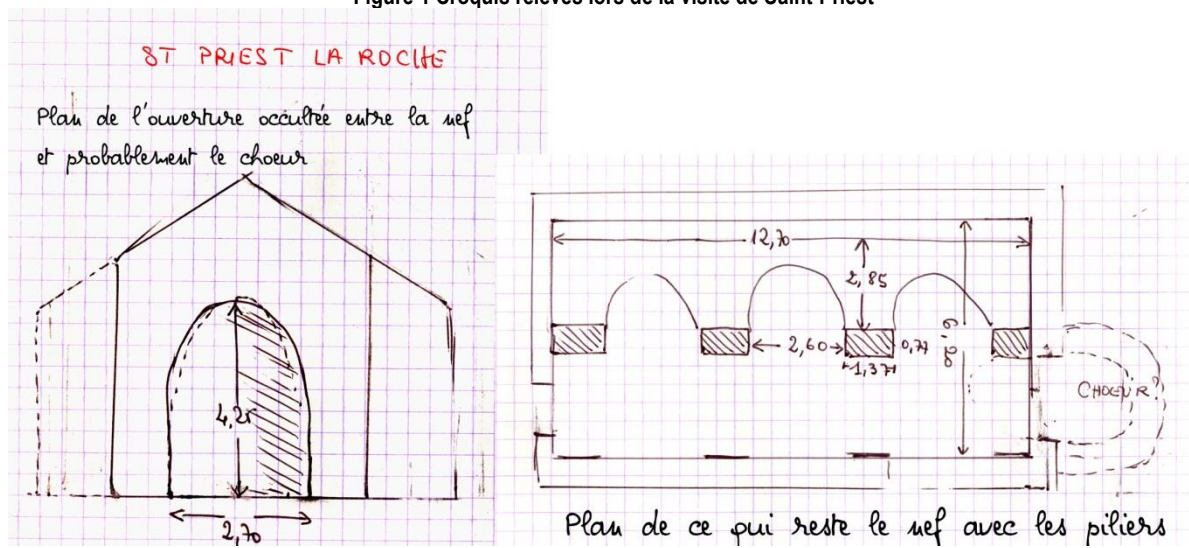 Figure 1 Croquis relevés lors de la visite de Saint Priest
ST PRIEST LA ROCHE
Plan de l'ouverture occultée entre la nef
et probablement le choeur
4,25
2,70
12,70
2,85
2,60
1,37
0,77
6,20
CHOEUR?
Plan de ce qui reste le nef avec les piliers